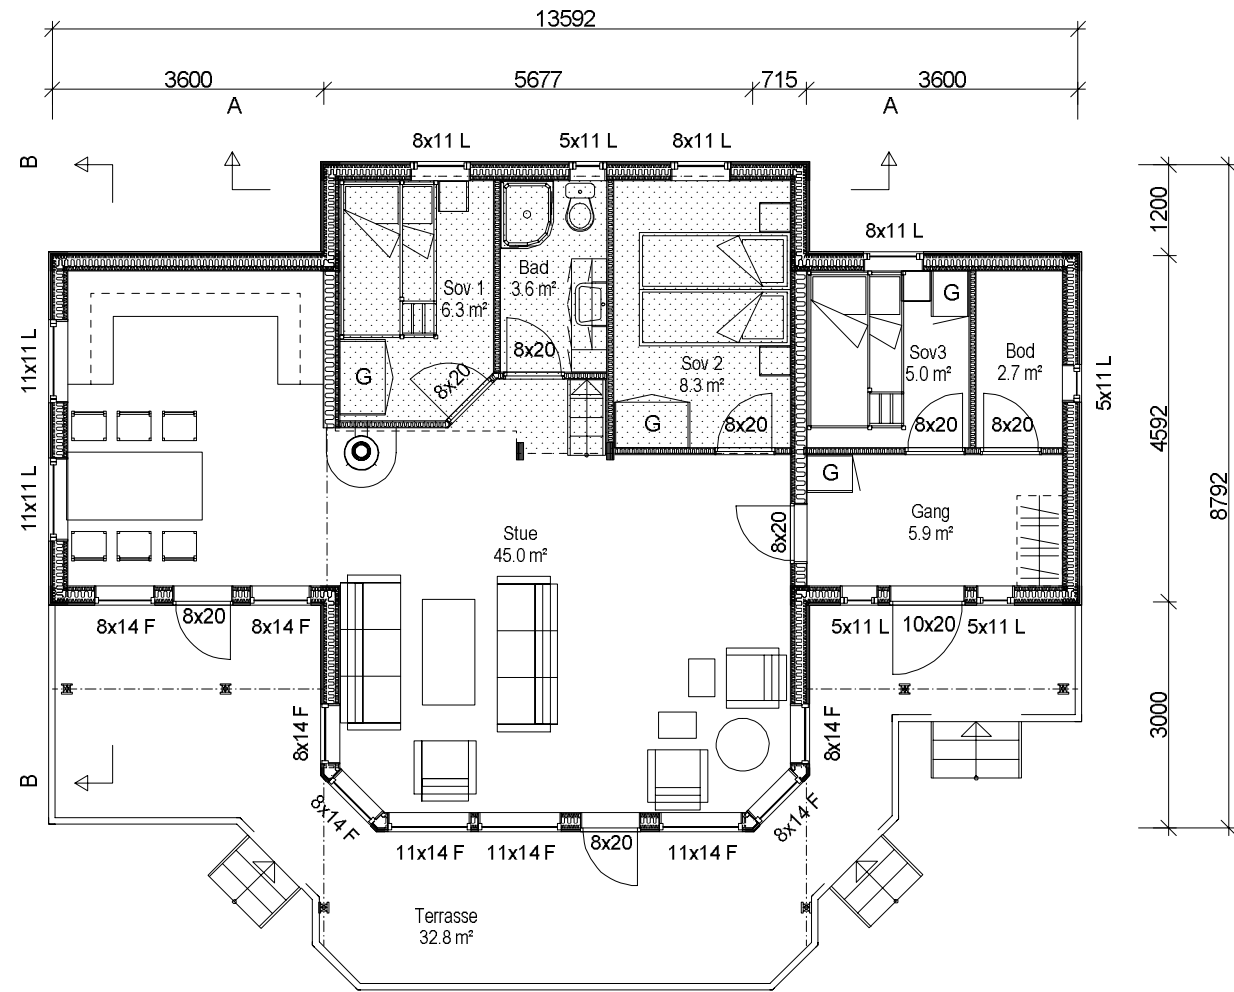 13592
3600
5677
715
3600
A
A
B
8x11 L
5x11 L
8x11 L
1200
8x11 L
Bad
3.6 m²
Sov 1
6.3 m²
G
11x11 L
8x20
Sov 2
8.3 m²
Sov3
5.0 m²
Bod
2.7 m²
5x11 L
G
8x20
G
8x20
8x20
8x20
4592
G
11x11 L
8792
Gang
5.9 m²
Stue
45.0 m²
8x20
8x14 F
8x20
8x14 F
5x11 L
10x20
5x11 L
8x14 F
8x14 F
3000
B
8x14 F
8x14 F
11x14 F
11x14 F
8x20
11x14 F
Terrasse
32.8 m²